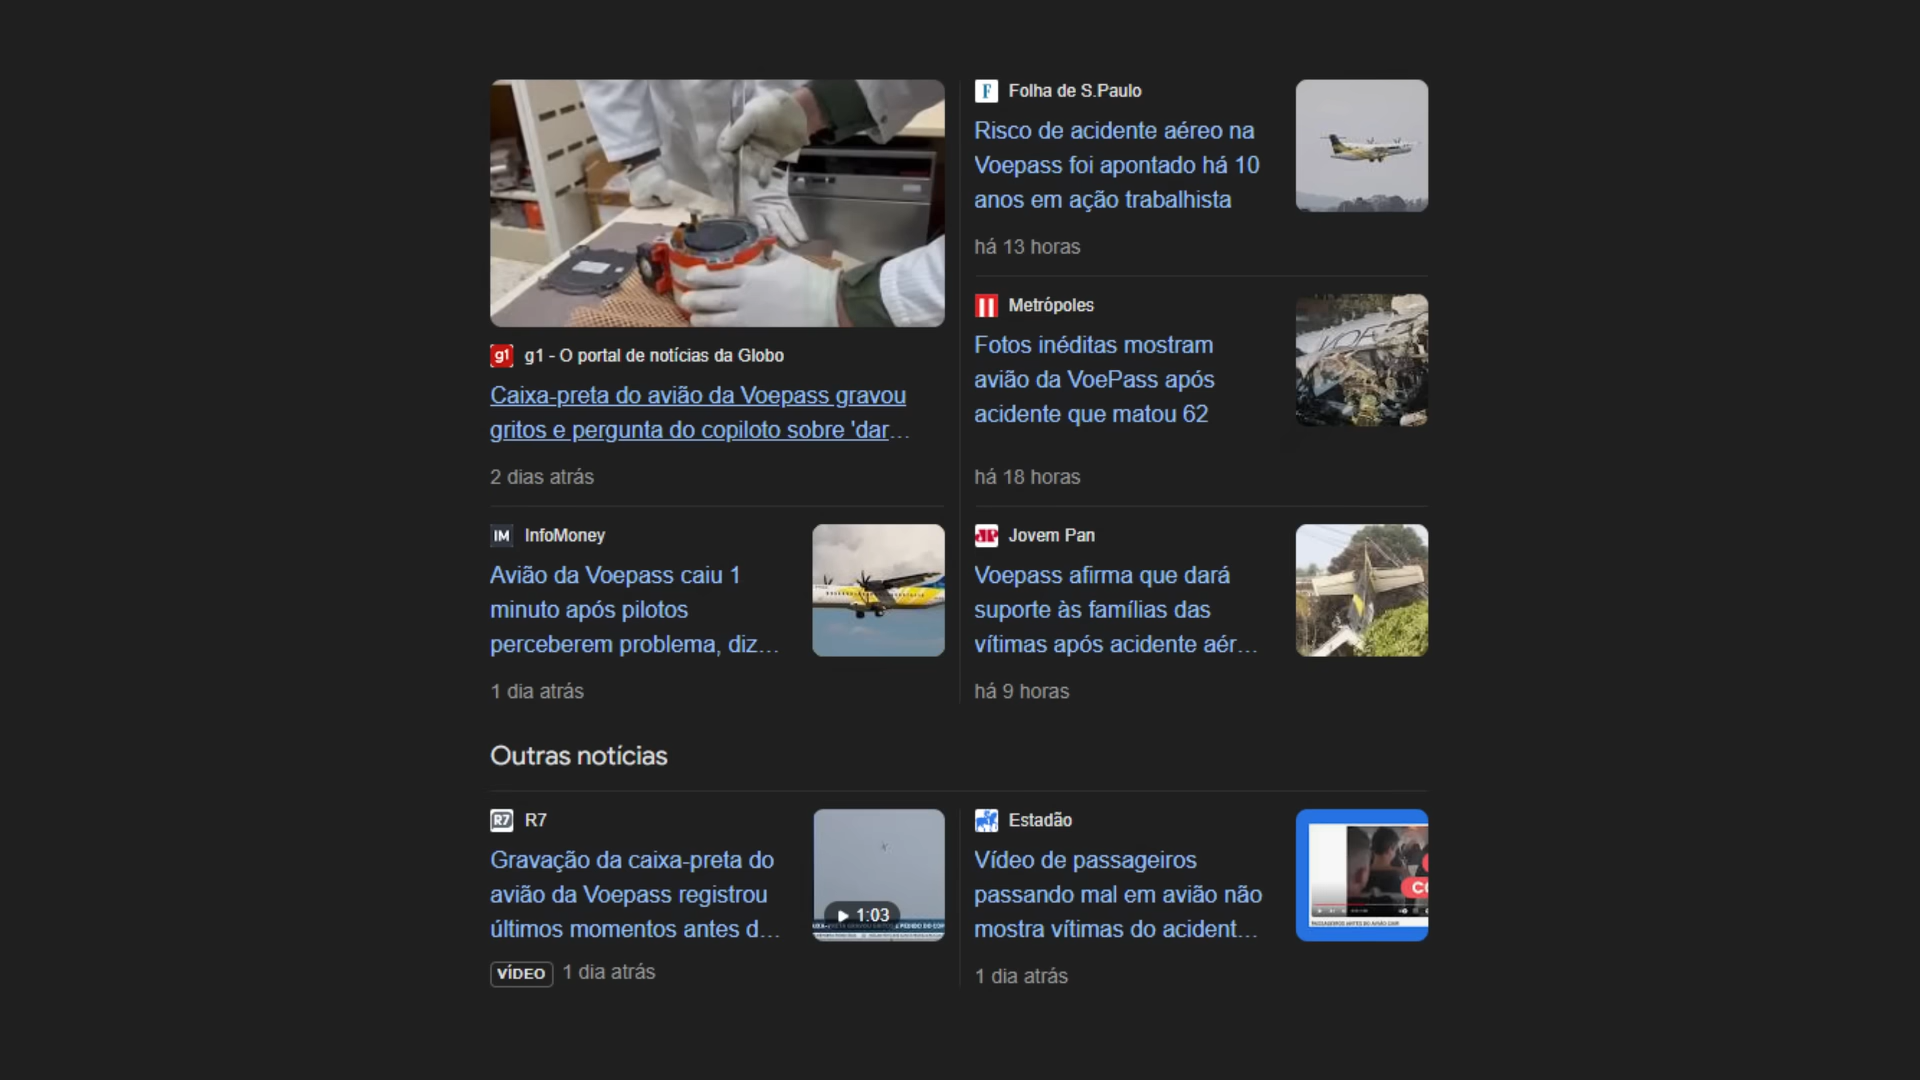 g1 g1 - O portal de notícias da Globo
Caixa-preta do avião da Voepass gravou
gritos e pergunta do copiloto sobre 'dar...
2 dias atrás
F Folha de S.Paulo
Risco de acidente aéreo na
Voepass foi apontado há 10
anos em ação trabalhista
há 13 horas
Metrópoles
Fotos inéditas mostram
avião da VoePass após
acidente que matou 62
há 18 horas
IM InfoMoney
Avião da Voepass caiu 1
minuto após pilotos
perceberem problema, diz...
1 dia atrás
JP Jovem Pan
Voepass afirma que dará
suporte às famílias das
vítimas após acidente aér...
há 9 horas
Outras notícias
R7 R7
Gravação da caixa-preta do
avião da Voepass registrou
últimos momentos antes d...
1:03
VÍDEO 1 dia atrás
Estadão
Vídeo de passageiros
passando mal em avião não
mostra vítimas do acident...
CO
1 dia atrás